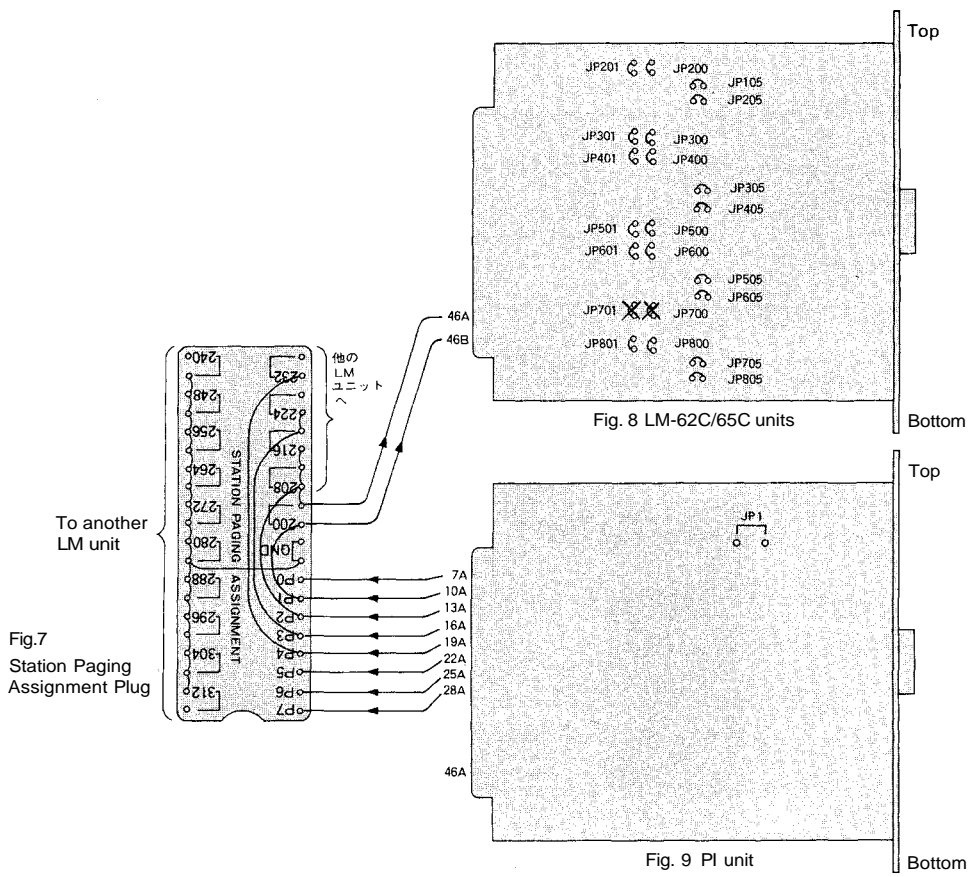 Top
JP201
JP200
JP105
JP205
JP301
JP300
JP401
JP400
JP305
JP405
JP501
JP500
JP601
JP600
JP505
JP605
JP701
JP700
JP801
JP800
JP705
JP805
Fig. 8 LM-62C/65C units
Bottom
46A
46B
他の
LM
ユニット
へ
240
248
256
264
272
280
288
296
304
312
STATION PAGING ASSIGNMENT
232
224
216
208
200
GND
P0
P1
P2
P3
P4
P5
P6
P7
To another
LM unit
Fig.7
Station Paging
Assignment Plug
7A
10A
13A
16A
19A
22A
25A
28A
46A
Top
JP1
Fig. 9 PI unit
Bottom